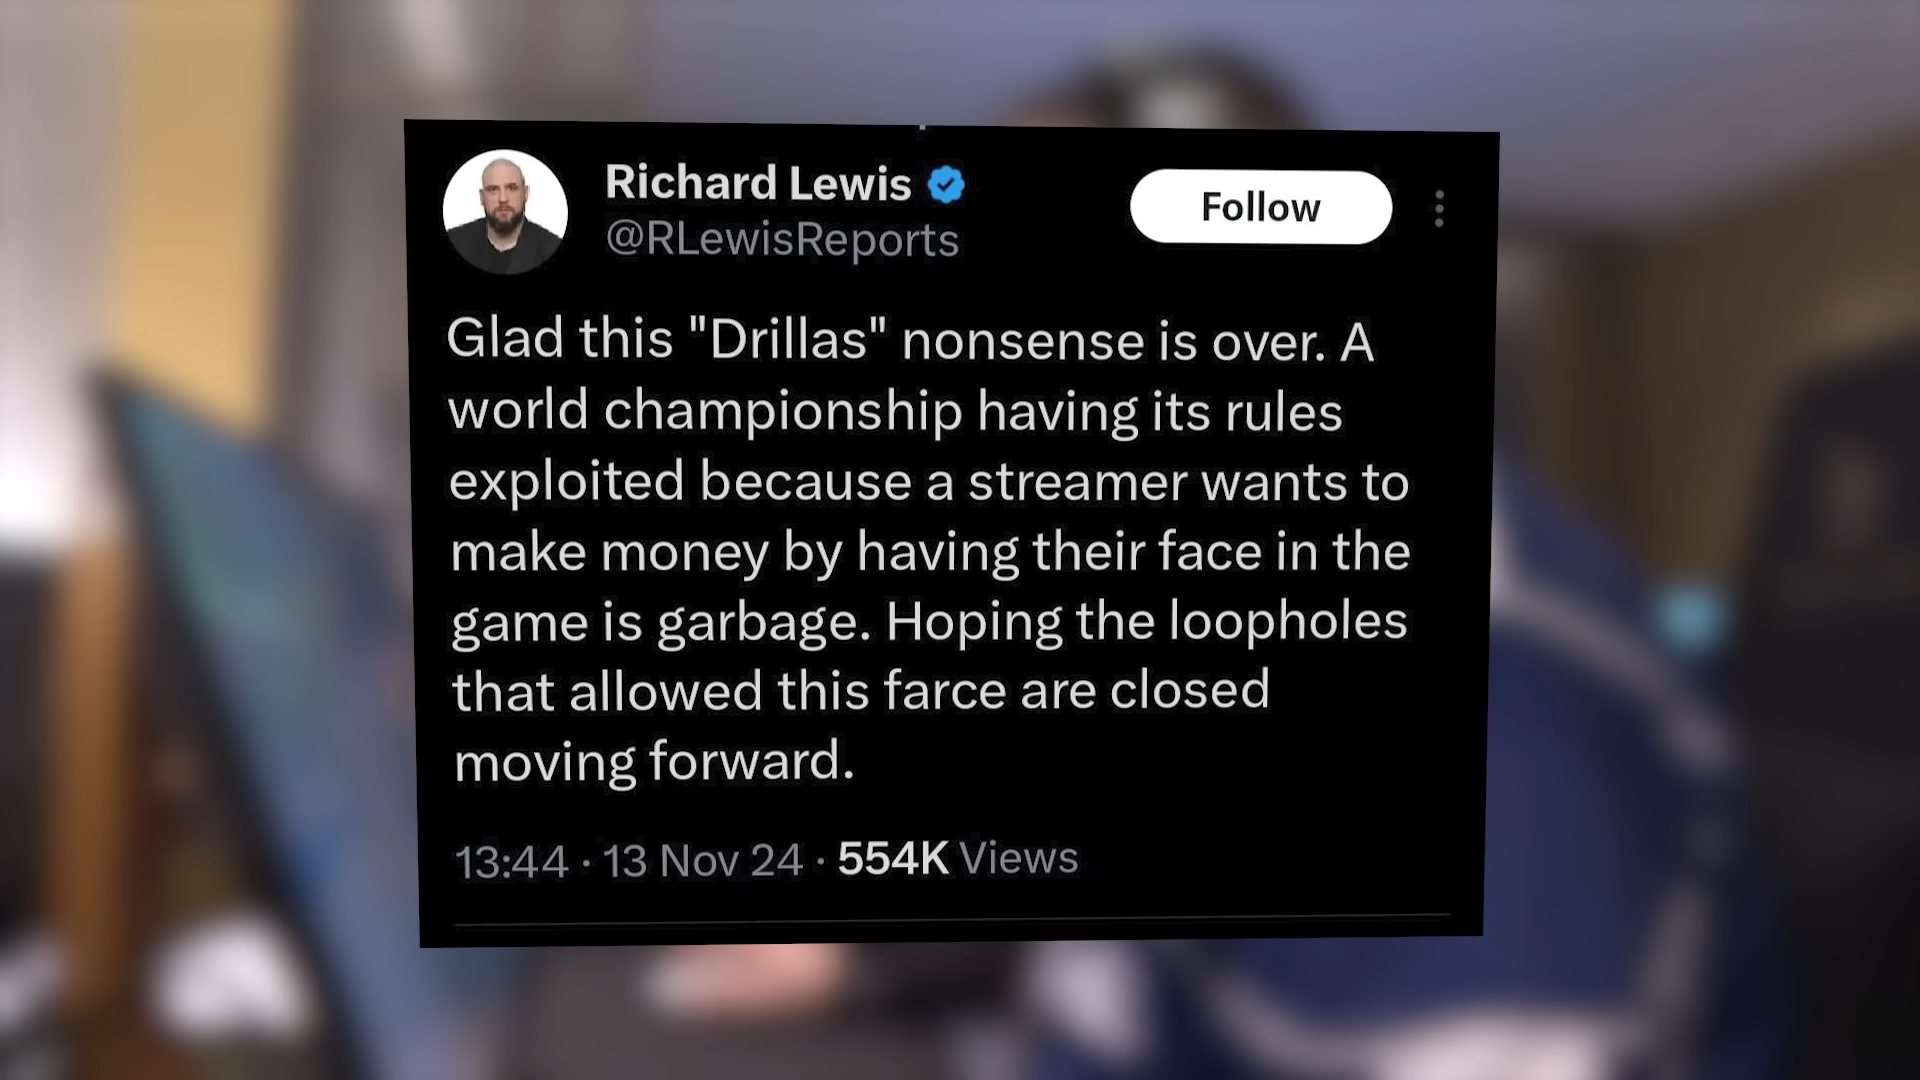 Richard Lewis
@RLewisReports
Follow
Glad this "Drillas" nonsense is over. A
world championship having its rules
exploited because a streamer wants to
make money by having their face in the
game is garbage. Hoping the loopholes
that allowed this farce are closed
moving forward.
13:44 · 13 Nov 24 · 554K Views